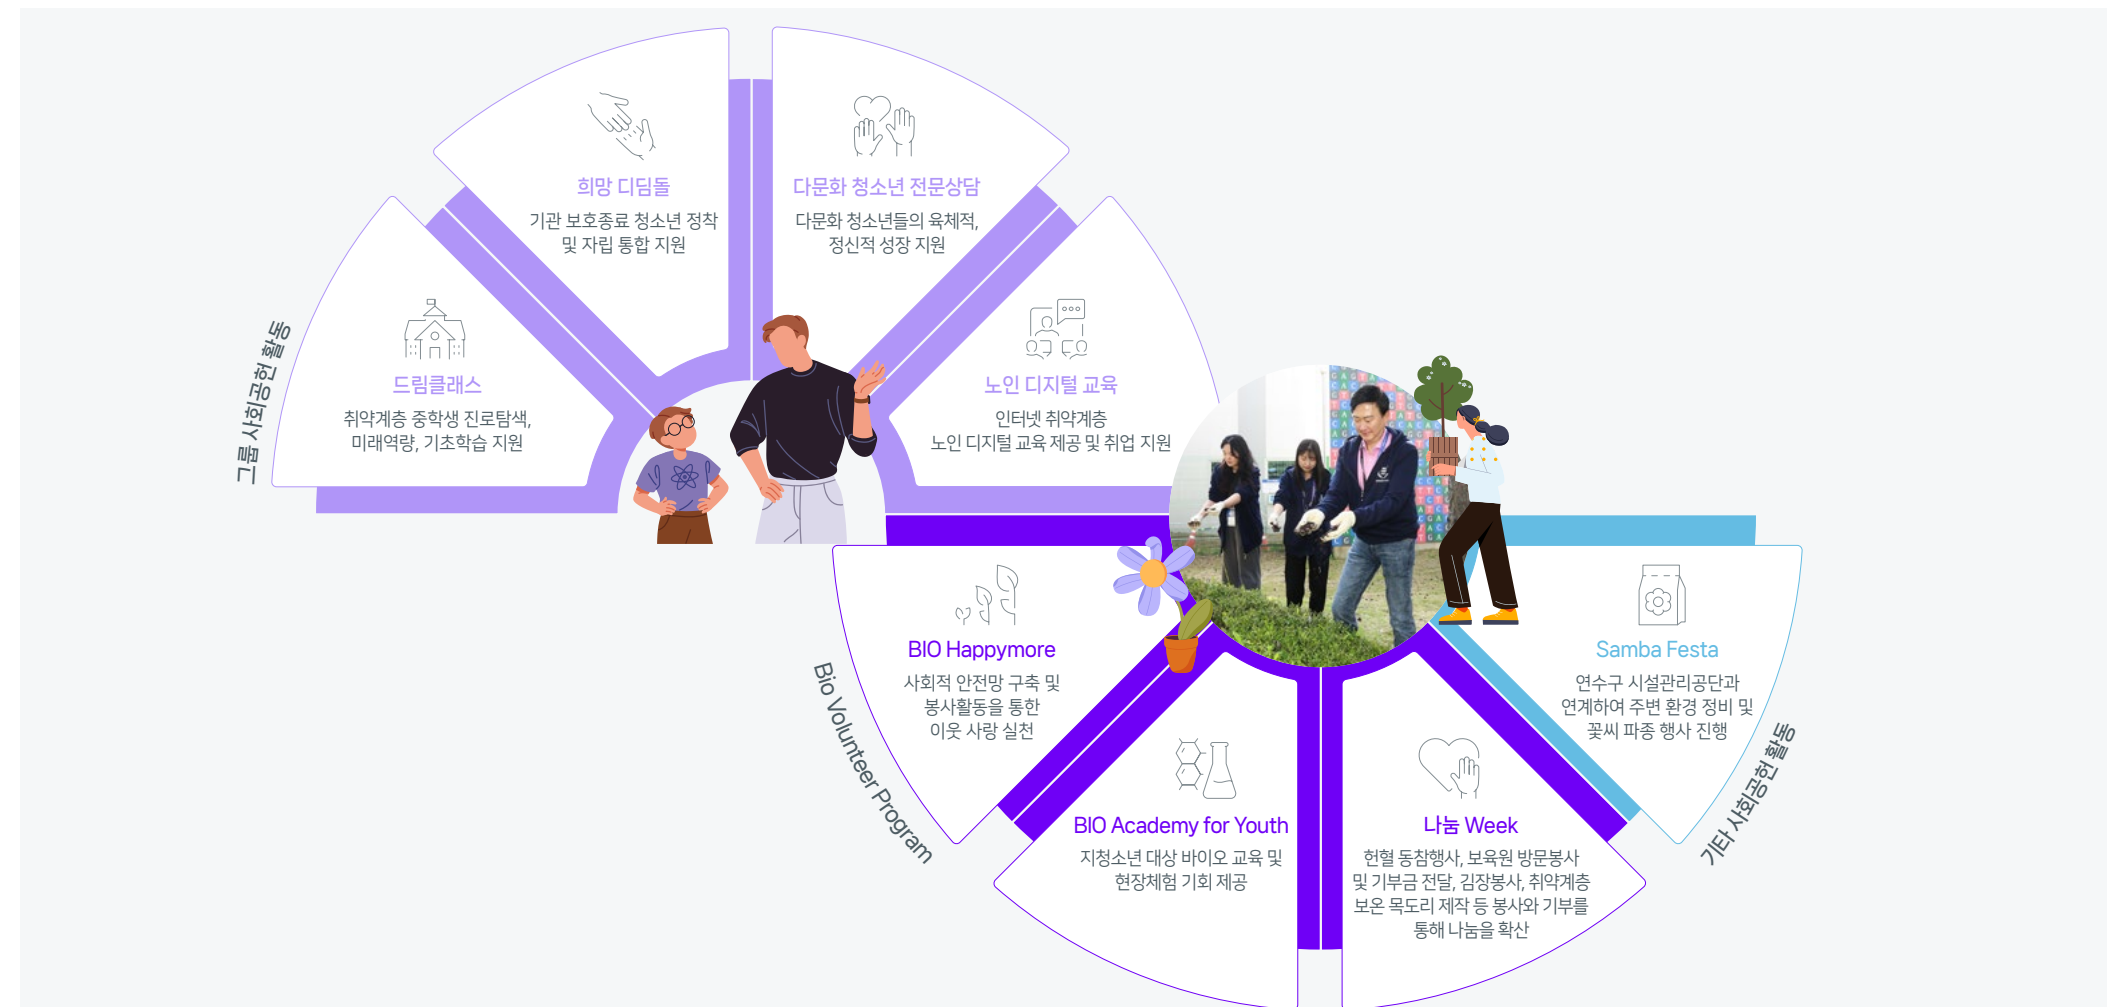 그룹 사회공헌 활동
드림클래스
취약계층 중학생 진로탐색,
미래역량, 기초학습 지원
희망 디딤돌
기관 보호종료 청소년 정착
및 자립 통합 지원
다문화 청소년 전문상담
다문화 청소년들의 육체적,
정신적 성장 지원
노인 디지털 교육
인터넷 취약계층
노인 디지털 교육 제공 및 취업 지원
Bio Volunteer Program
BIO Happymore
사회적 안전망 구축 및
봉사활동을 통한
이웃 사랑 실천
BIO Academy for Youth
지청소년 대상 바이오 교육 및
현장체험 기회 제공
나눔 Week
헌혈 동참행사, 보육원 방문봉사
및 기부금 전달, 김장봉사, 취약계층
보온 목도리 제작 등 봉사와 기부를
통해 나눔을 확산
기타 사회공헌 활동
Samba Festa
연수구 시설관리공단과
연계하여 주변 환경 정비 및
꽃씨 파종 행사 진행